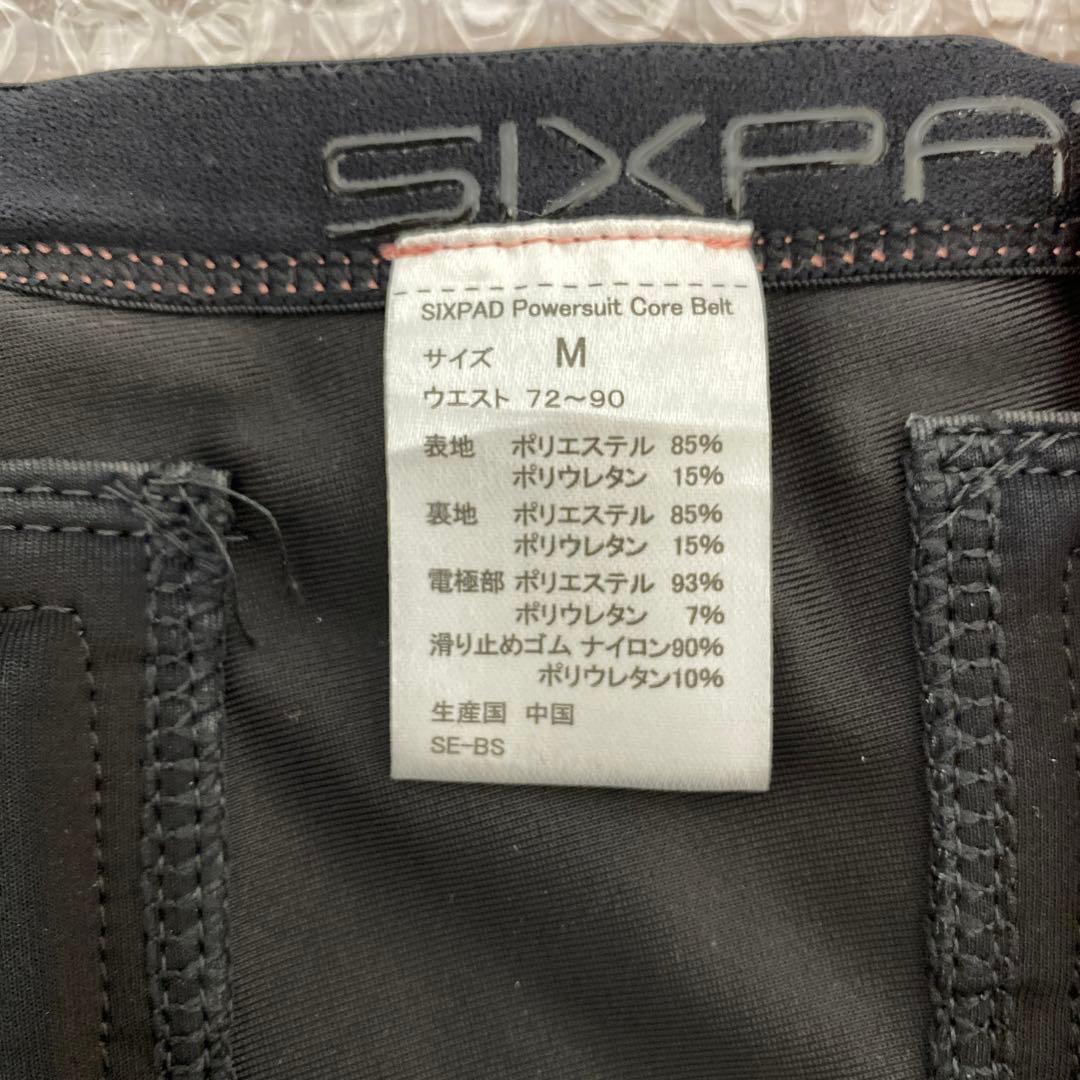 SIXPA
SIXPAD Powersuit Core Belt
サイズ M
ウエスト 72～90
表地 ポリエステル 85%
ポリウレタン 15%
裏地 ポリエステル 85%
ポリウレタン 15%
電極部 ポリエステル 93%
ポリウレタン 7%
滑り止めゴム ナイロン90%
ポリウレタン10%
生産国 中国
SE-BS